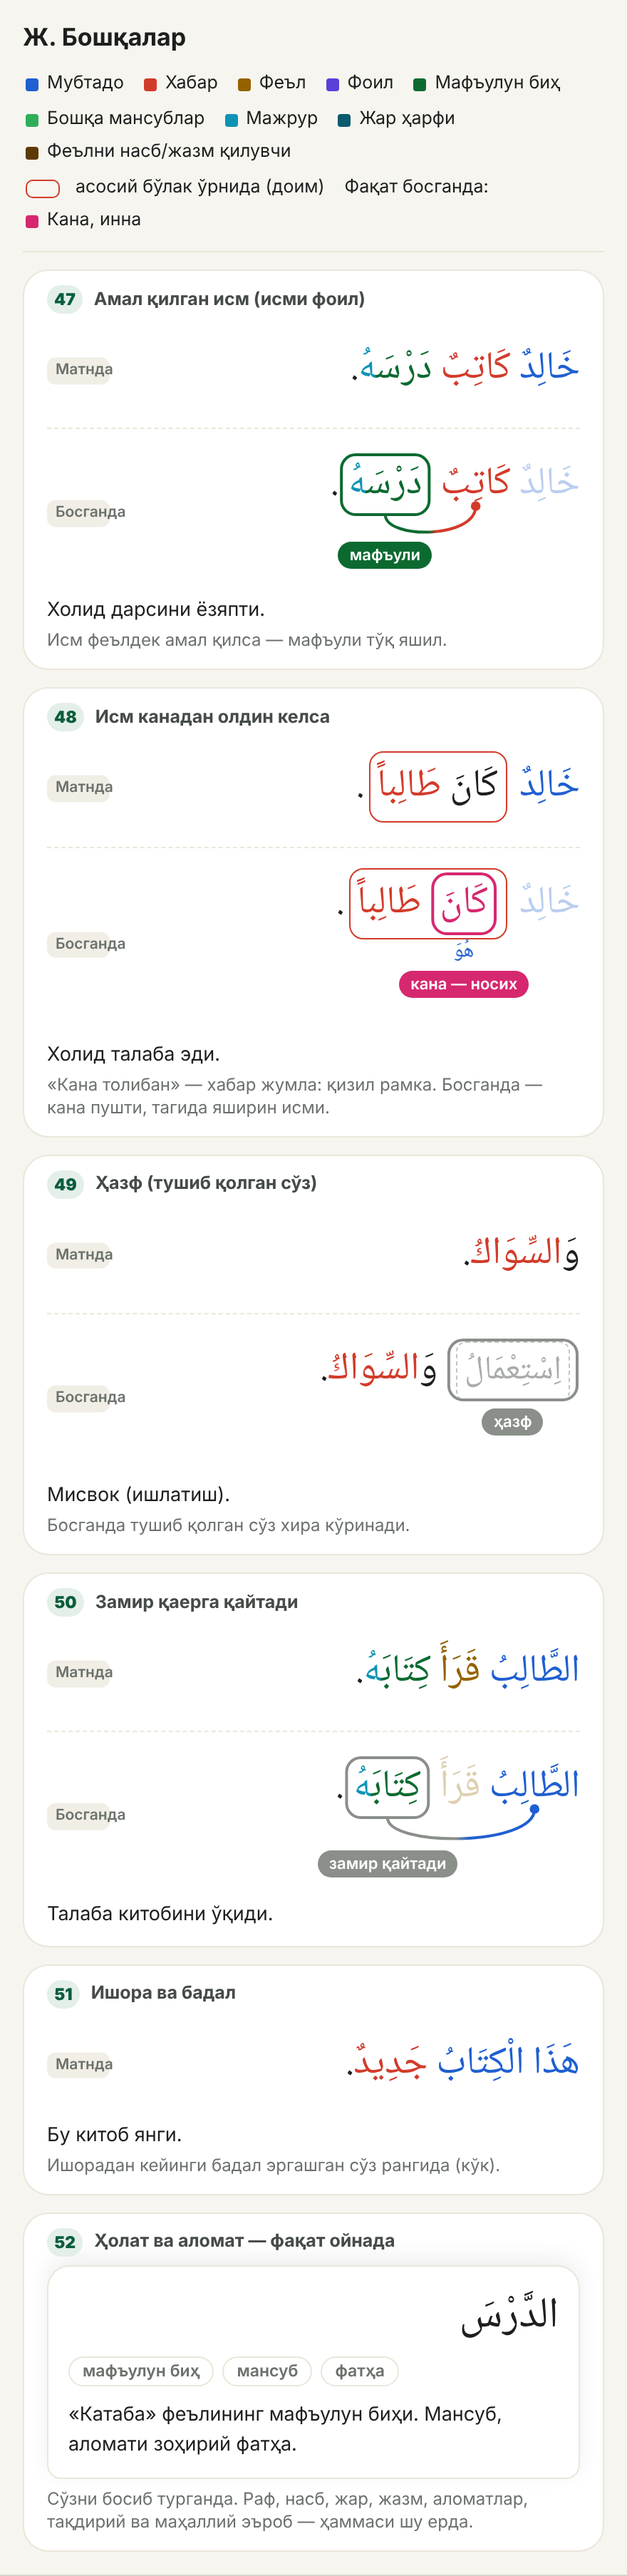 Ж. Бошқалар
Мубтадо Хабар Феъл Фоил Мафъулун биҳ
Бошқа мансублар Мажрур Жар ҳарфи
Феълни насб/жазм қилувчи
асосий бўлак ўрнида (доим) Фақат босганда:
Кана, инна
47 Амал қилган исм (исми фоил)
Матнда
خَالِدٌ كَاتِبٌ دَرْسَهُ.
Босганда
خَالِدٌ كَاتِبٌ دَرْسَهُ.
мафъули
Холид дарсини ёзяпти.
Исм феълдек амал қилса — мафъули тўқ яшил.
48 Исм канадан олдин келса
Матнда
خَالِدٌ كَانَ طَالِباً.
Босганда
خَالِدٌ كَانَ طَالِباً.
هُوَ
кана — носих
Холид талаба эди.
«Кана толибан» — хабар жумла: қизил рамка. Босганда —
кана пушти, тагида яширин исми.
49 Ҳазф (тушиб қолган сўз)
Матнда
وَالسِّوَاكُ.
Босганда
اِسْتِعْمَالُ وَالسِّوَاكُ.
ҳазф
Мисвок (ишлатиш).
Босганда тушиб қолган сўз хира кўринади.
50 Замир қаерга қайтади
Матнда
الطَّالِبُ قَرَأَ كِتَابَهُ.
Босганда
الطَّالِبُ قَرَأَ كِتَابَهُ.
замир қайтади
Талаба китобини ўқиди.
51 Ишора ва бадал
Матнда
هَذَا الْكِتَابُ جَدِيدٌ.
Бу китоб янги.
Ишорадан кейинги бадал эргашган сўз рангида (кўк).
52 Ҳолат ва аломат — фақат ойнада
الدَّرْسَ
мафъулун биҳ мансуб фатҳа
«Катаба» феълининг мафъулун биҳи. Мансуб,
аломати зоҳирий фатҳа.
Сўзни босиб турганда. Раф, насб, жар, жазм, аломатлар,
тақдирий ва маҳаллий эъроб — ҳаммаси шу ерда.